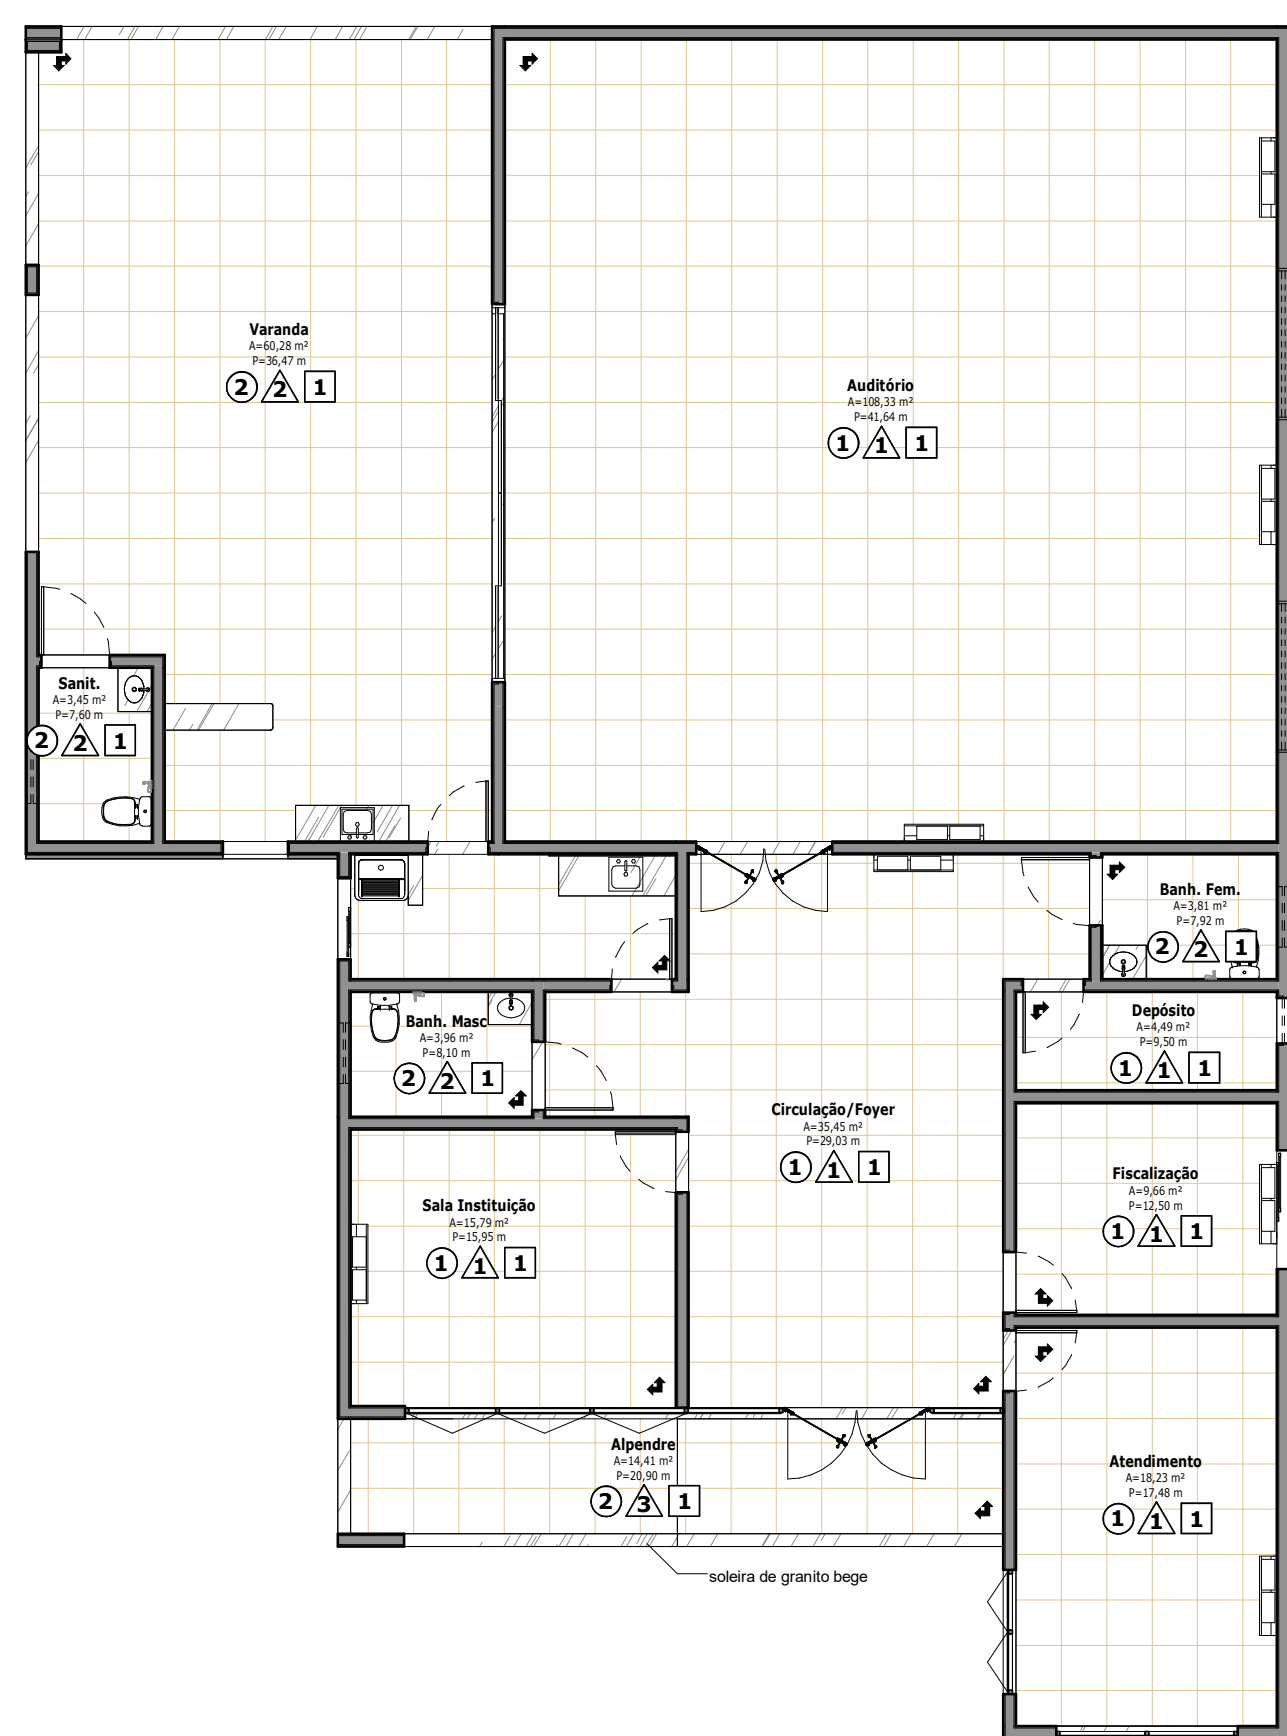 Varanda
A=60,28 m²
P=36,47 m
2 2 1
Auditório
A=108,33 m²
P=41,64 m
1 1 1
Sanit.
A=3,45 m²
P=7,60 m
2 2 1
Banh. Fem.
A=3,81 m²
P=7,92 m
2 2 1
Banh. Masc
A=3,96 m²
P=8,10 m
2 2 1
Depósito
A=4,49 m²
P=9,50 m
1 1 1
Circulação/Foyer
A=35,45 m²
P=29,03 m
1 1 1
Fiscalização
A=9,66 m²
P=12,50 m
1 1 1
Sala Instituição
A=15,79 m²
P=15,95 m
1 1 1
Alpendre
A=14,41 m²
P=20,90 m
2 3 1
Atendimento
A=18,23 m²
P=17,48 m
1 1 1
soleira de granito bege